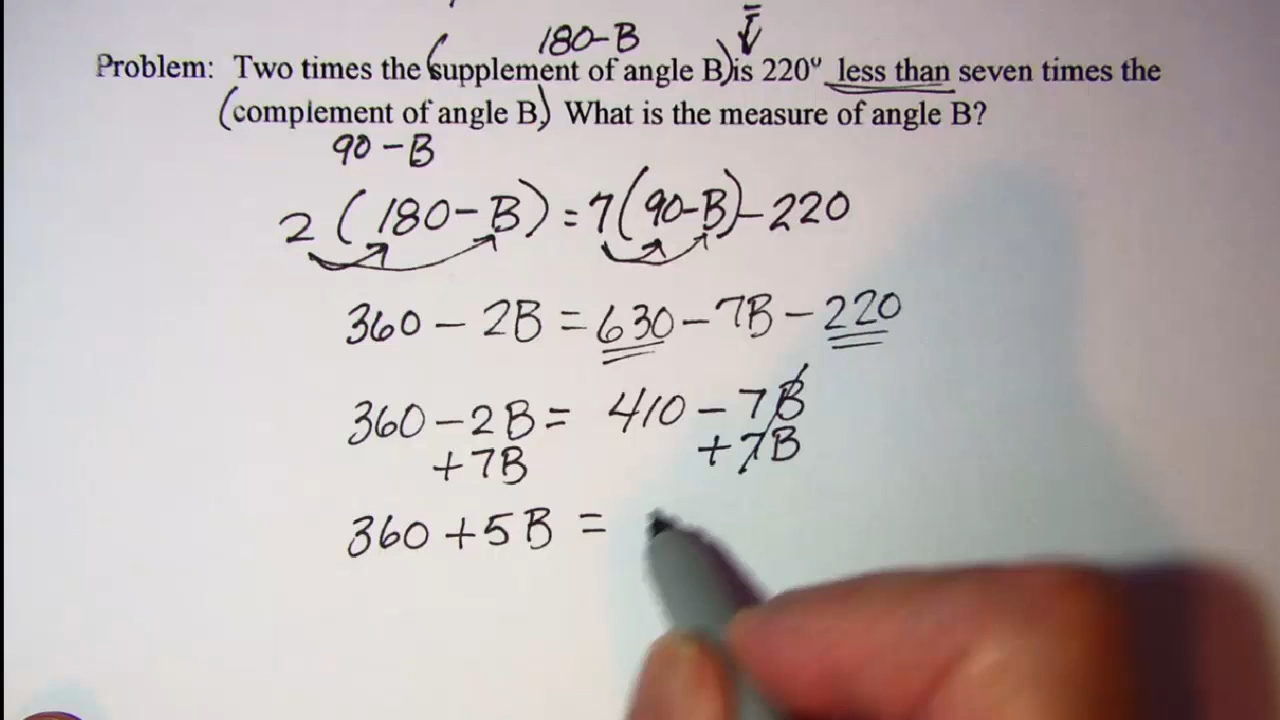 180-B =
Problem: Two times the (supplement of angle B) is 220° less than seven times the
(complement of angle B) What is the measure of angle B?
90-B
2(180-B)=7(90-B)-220
360-2B=630-7B-220
360-2B= 410-7B
+7B +7B
360+5B =